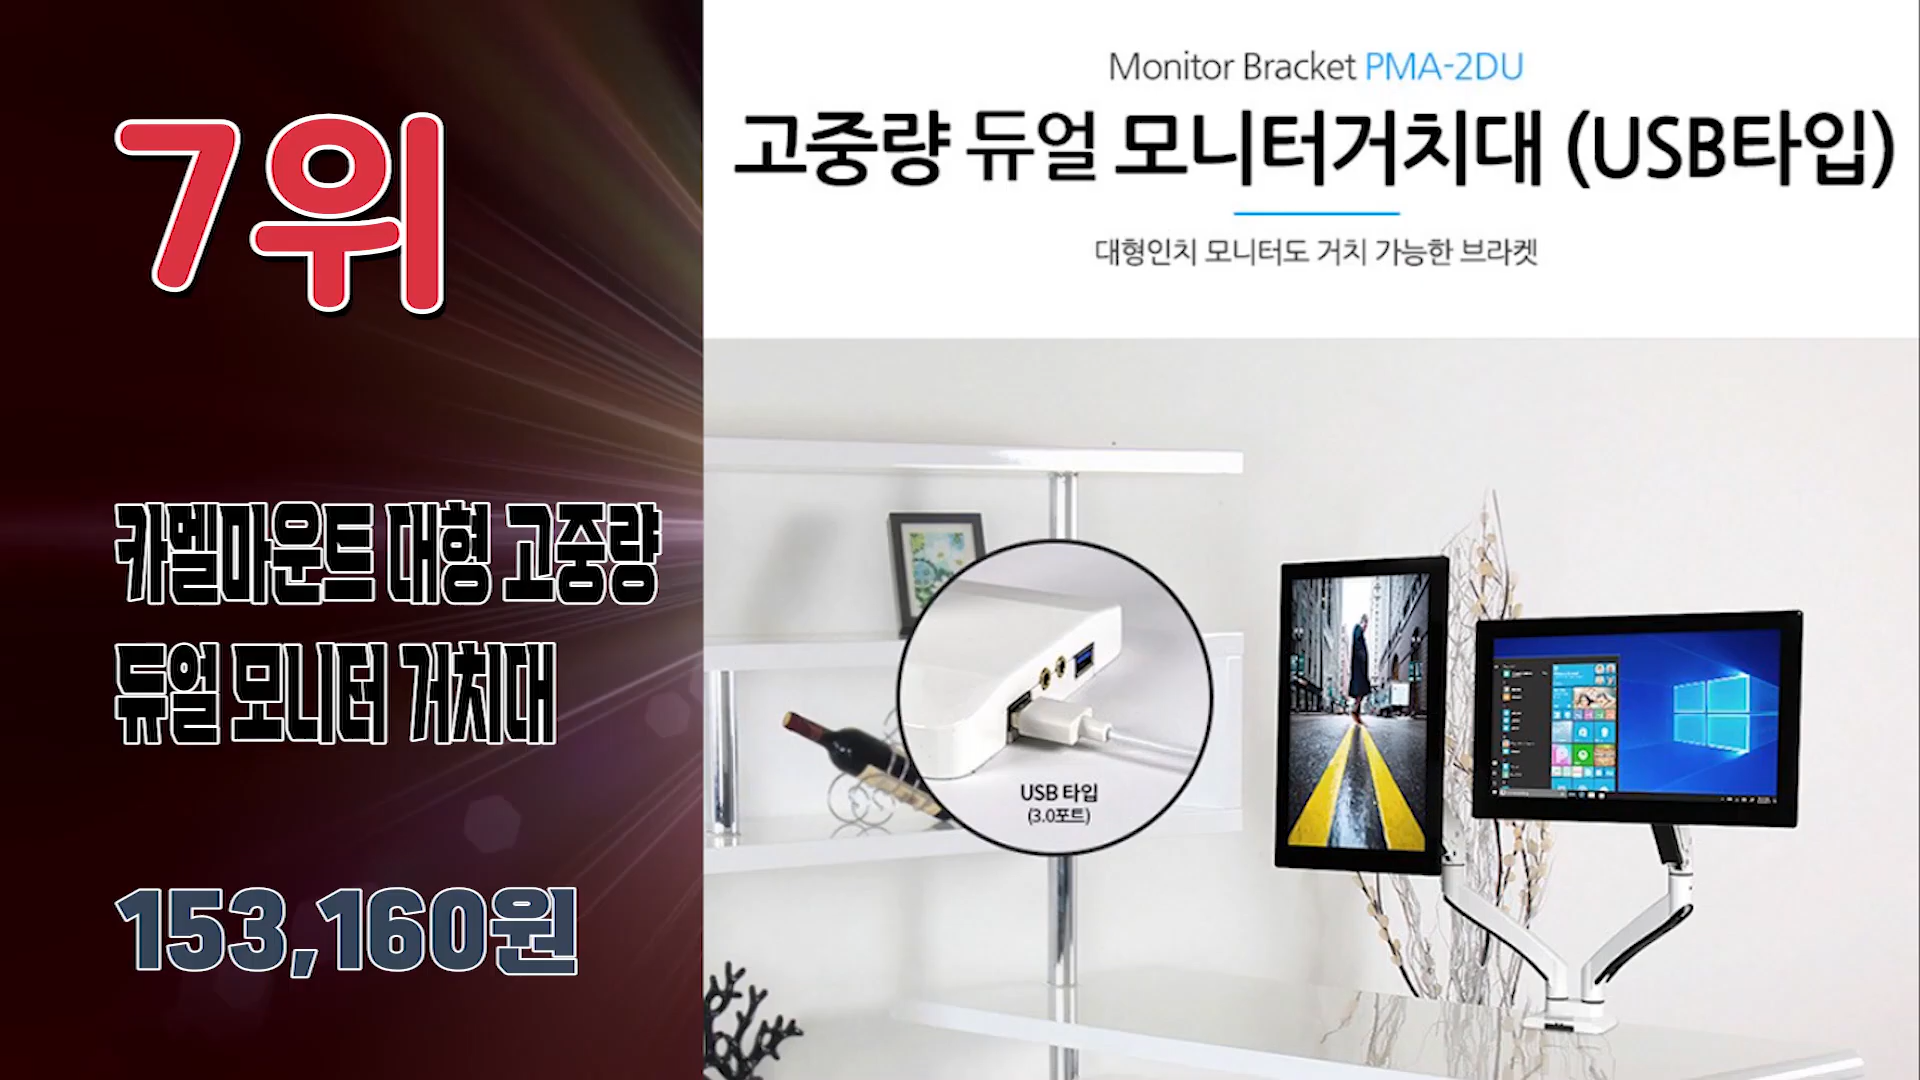 7위
카멜마운트 대형 고중량
듀얼 모니터 거치대
153,160원
Monitor Bracket PMA-2DU
고중량 듀얼 모니터거치대 (USB타입)
대형인치 모니터도 거치 가능한 브라켓
USB 타입
(3.0포트)